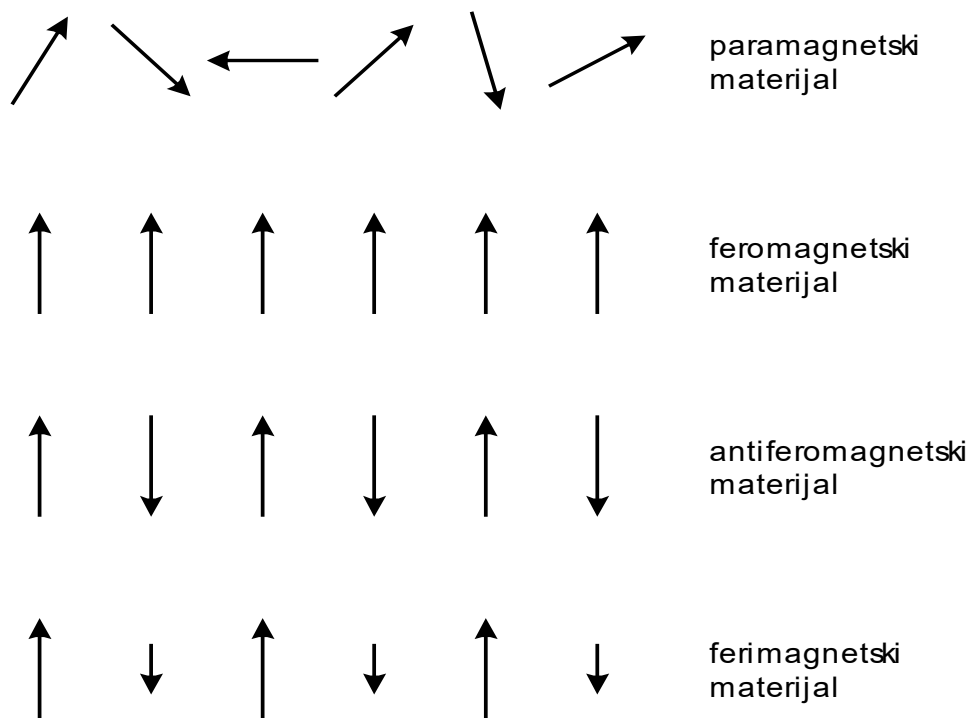 paramagnetski
materijal
feromagnetski
materijal
antiferomagnetski
materijal
ferimagnetski
materijal